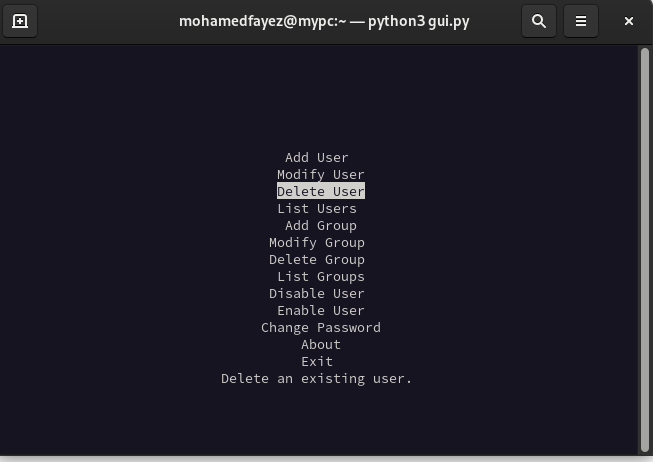 mohamedfayez@mypc:~ — python3 gui.py
Add User
Modify User
Delete User
List Users
Add Group
Modify Group
Delete Group
List Groups
Disable User
Enable User
Change Password
About
Exit
Delete an existing user.